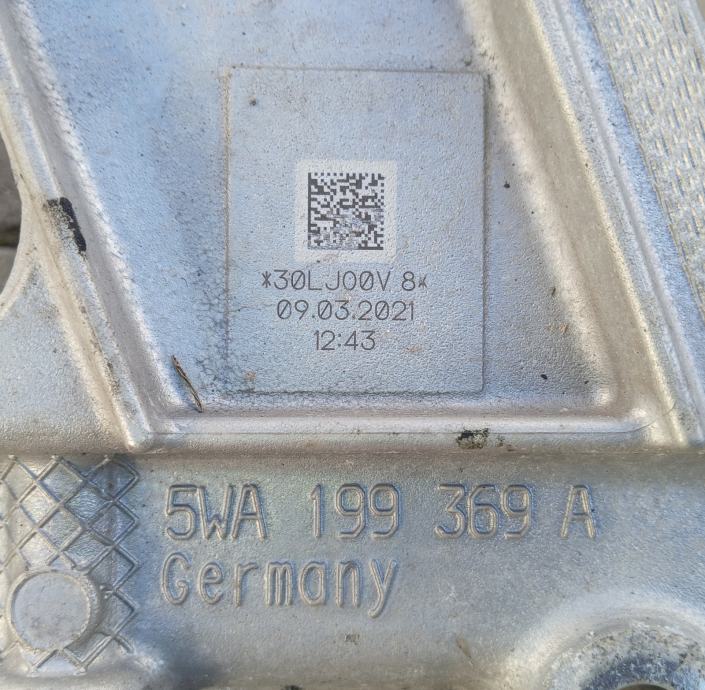 *30LJ00V 8*
09.03.2021
12:43
5WA 199 369 A
Germany